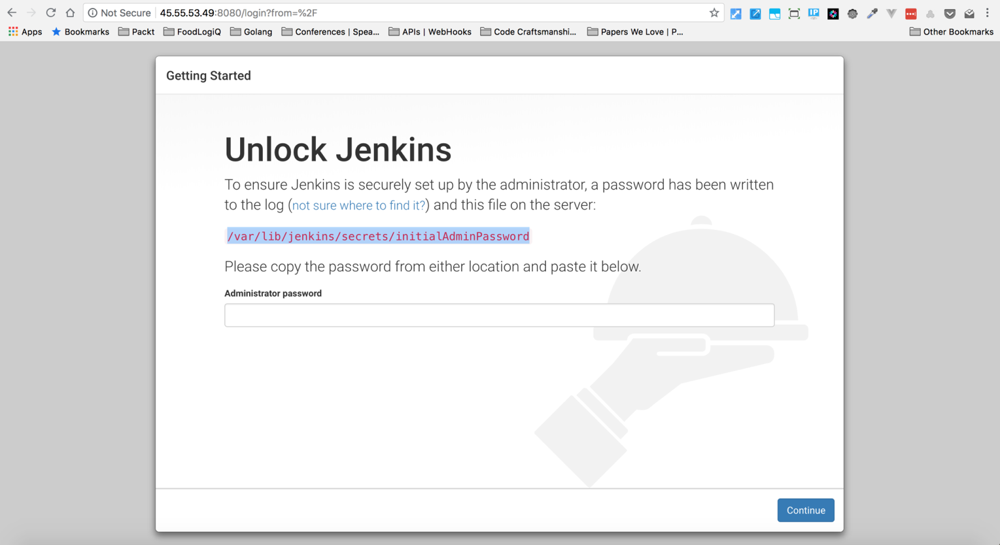 Not Secure 45.55.53.49:8080/login?from=%2F
IP
Apps Bookmarks Packt FoodLogiQ Golang Conferences | Spea... APIs | WebHooks Code Craftsmanshi... Papers We Love | P... Other Bookmarks
Getting Started
Unlock Jenkins
To ensure Jenkins is securely set up by the administrator, a password has been written
to the log (not sure where to find it?) and this file on the server:
/var/lib/jenkins/secrets/initialAdminPassword
Please copy the password from either location and paste it below.
Administrator password
Continue